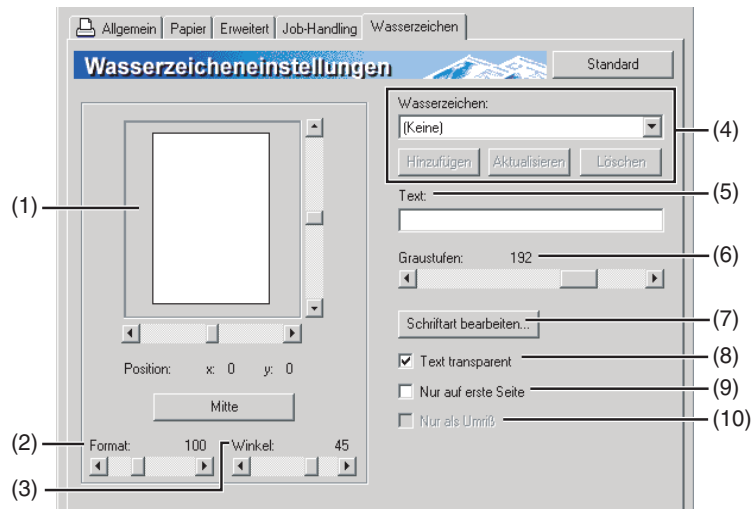 Allgemein Papier Erweitert Job-Handling Wasserzeichen
Wasserzeicheneinstellungen
Standard
Wasserzeichen:
(Keine)
(4)
Hinzufügen Aktualisieren Löschen
(1)
Text:
(5)
Graustufen: 192
(6)
Schriftart bearbeiten...
(7)
Position: x: 0 y: 0
Text transparent
(8)
Nur auf erste Seite
(9)
Mitte
Nur als Umriß
(10)
(2)
Format: 100 Winkel: 45
(3)